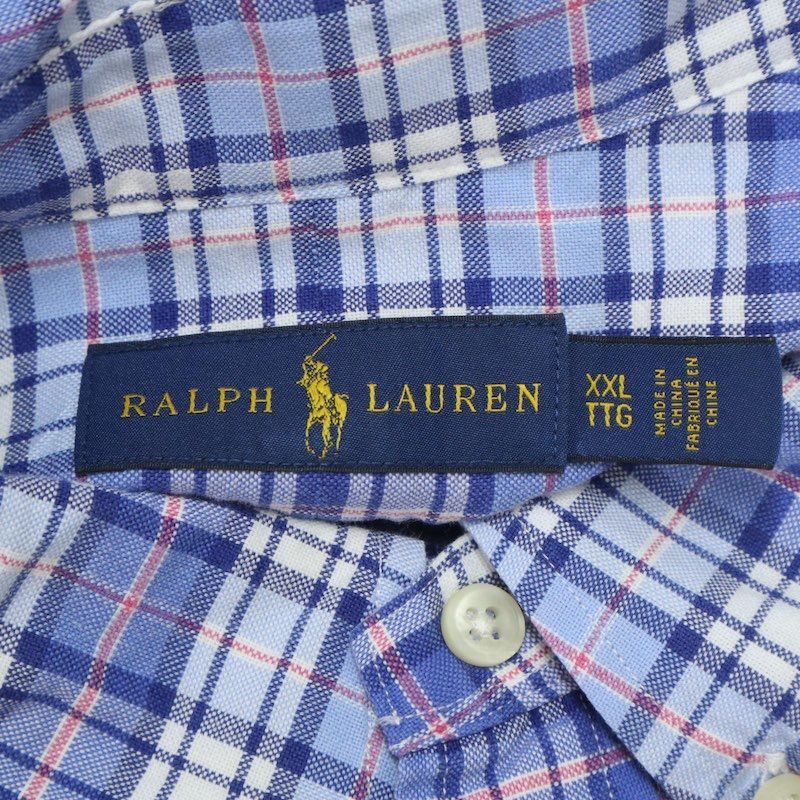 RALPH LAUREN
XXL
TTG
MADE IN
CHINA
FABRIQUÉ EN
CHINE